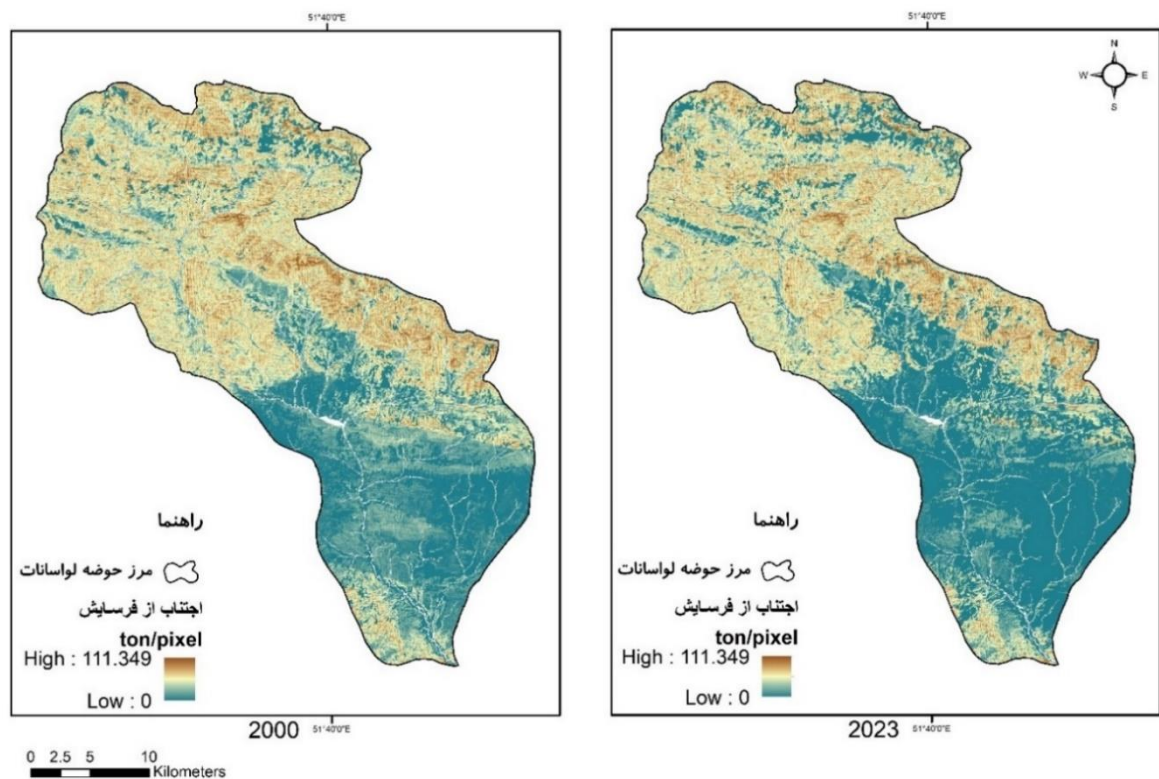 51°40'0"E
51°40'0"E
N
W
E
S
راهنما
مرز حوضه لواسانات
اجتناب از فرسایش
ton/pixel
High : 111.349
Low : 0
راهنما
مرز حوضه لواسانات
اجتناب از فرسایش
ton/pixel
High : 111.349
Low : 0
2000
51°40'0"E
2023
51°40'0"E
0 2.5 5 10
Kilometers